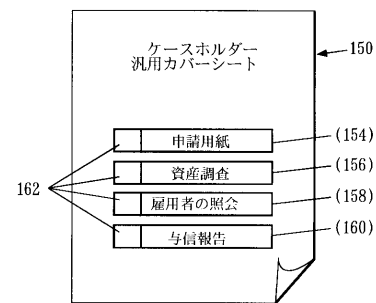 ケースホルダー
汎用カバーシート
150
申請用紙
(154)
資産調査
(156)
162
雇用者の照会
(158)
与信報告
(160)